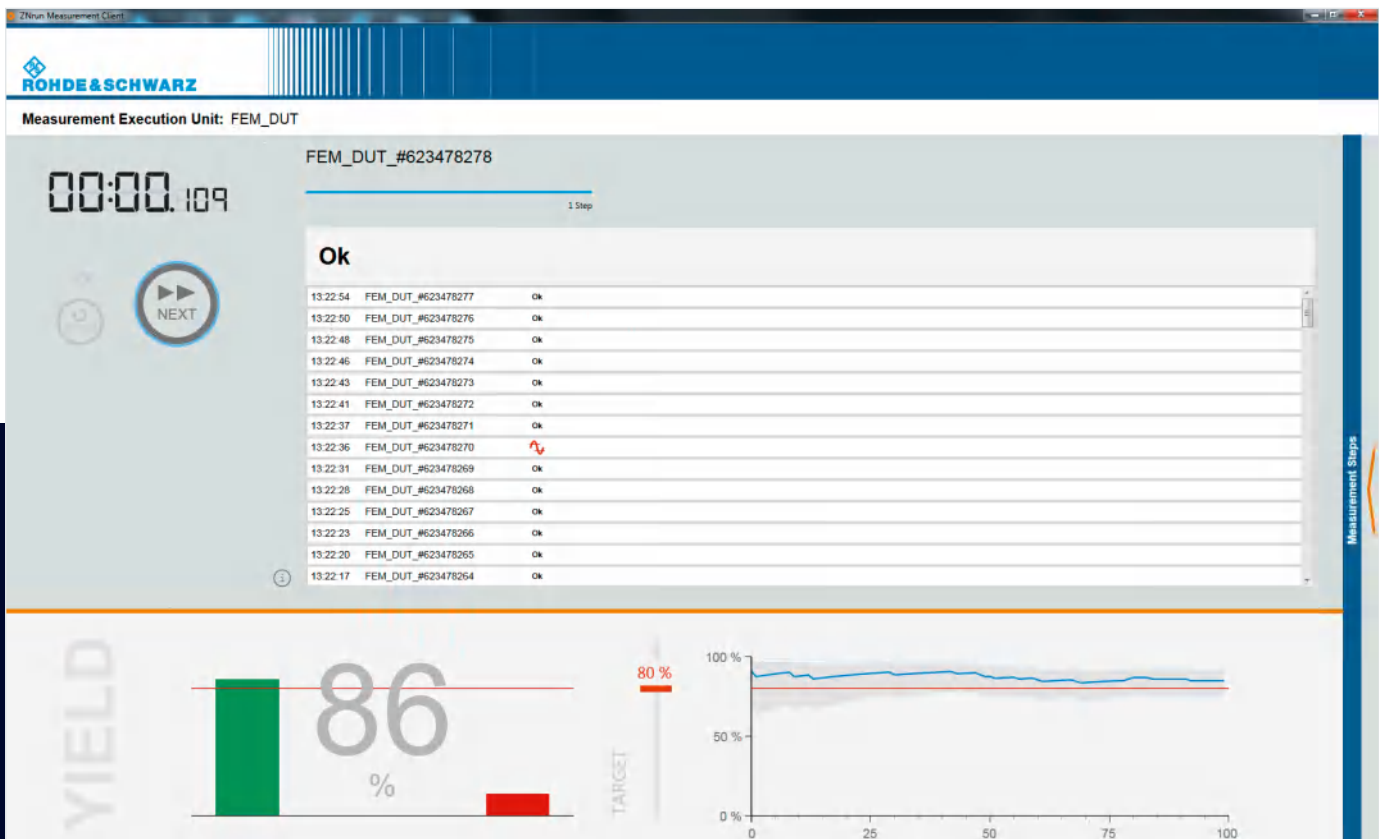 ZNrun Measurement Client
ROHDE&SCHWARZ
Measurement Execution Unit: FEM_DUT
00:00.109
FEM_DUT_#623478278
1 Step
NEXT
Ok
13:22:54 FEM_DUT_#623478277 Ok
13:22:50 FEM_DUT_#623478276 Ok
13:22:48 FEM_DUT_#623478275 Ok
13:22:46 FEM_DUT_#623478274 Ok
13:22:43 FEM_DUT_#623478273 Ok
13:22:41 FEM_DUT_#623478272 Ok
13:22:37 FEM_DUT_#623478271 Ok
13:22:36 FEM_DUT_#623478270
13:22:31 FEM_DUT_#623478269 Ok
13:22:28 FEM_DUT_#623478268 Ok
13:22:25 FEM_DUT_#623478267 Ok
13:22:23 FEM_DUT_#623478266 Ok
13:22:20 FEM_DUT_#623478265 Ok
13:22:17 FEM_DUT_#623478264 Ok
Measurement Steps
YIELD
86
%
TARGET
80 %
100 %
50 %
0 %
0 25 50 75 100